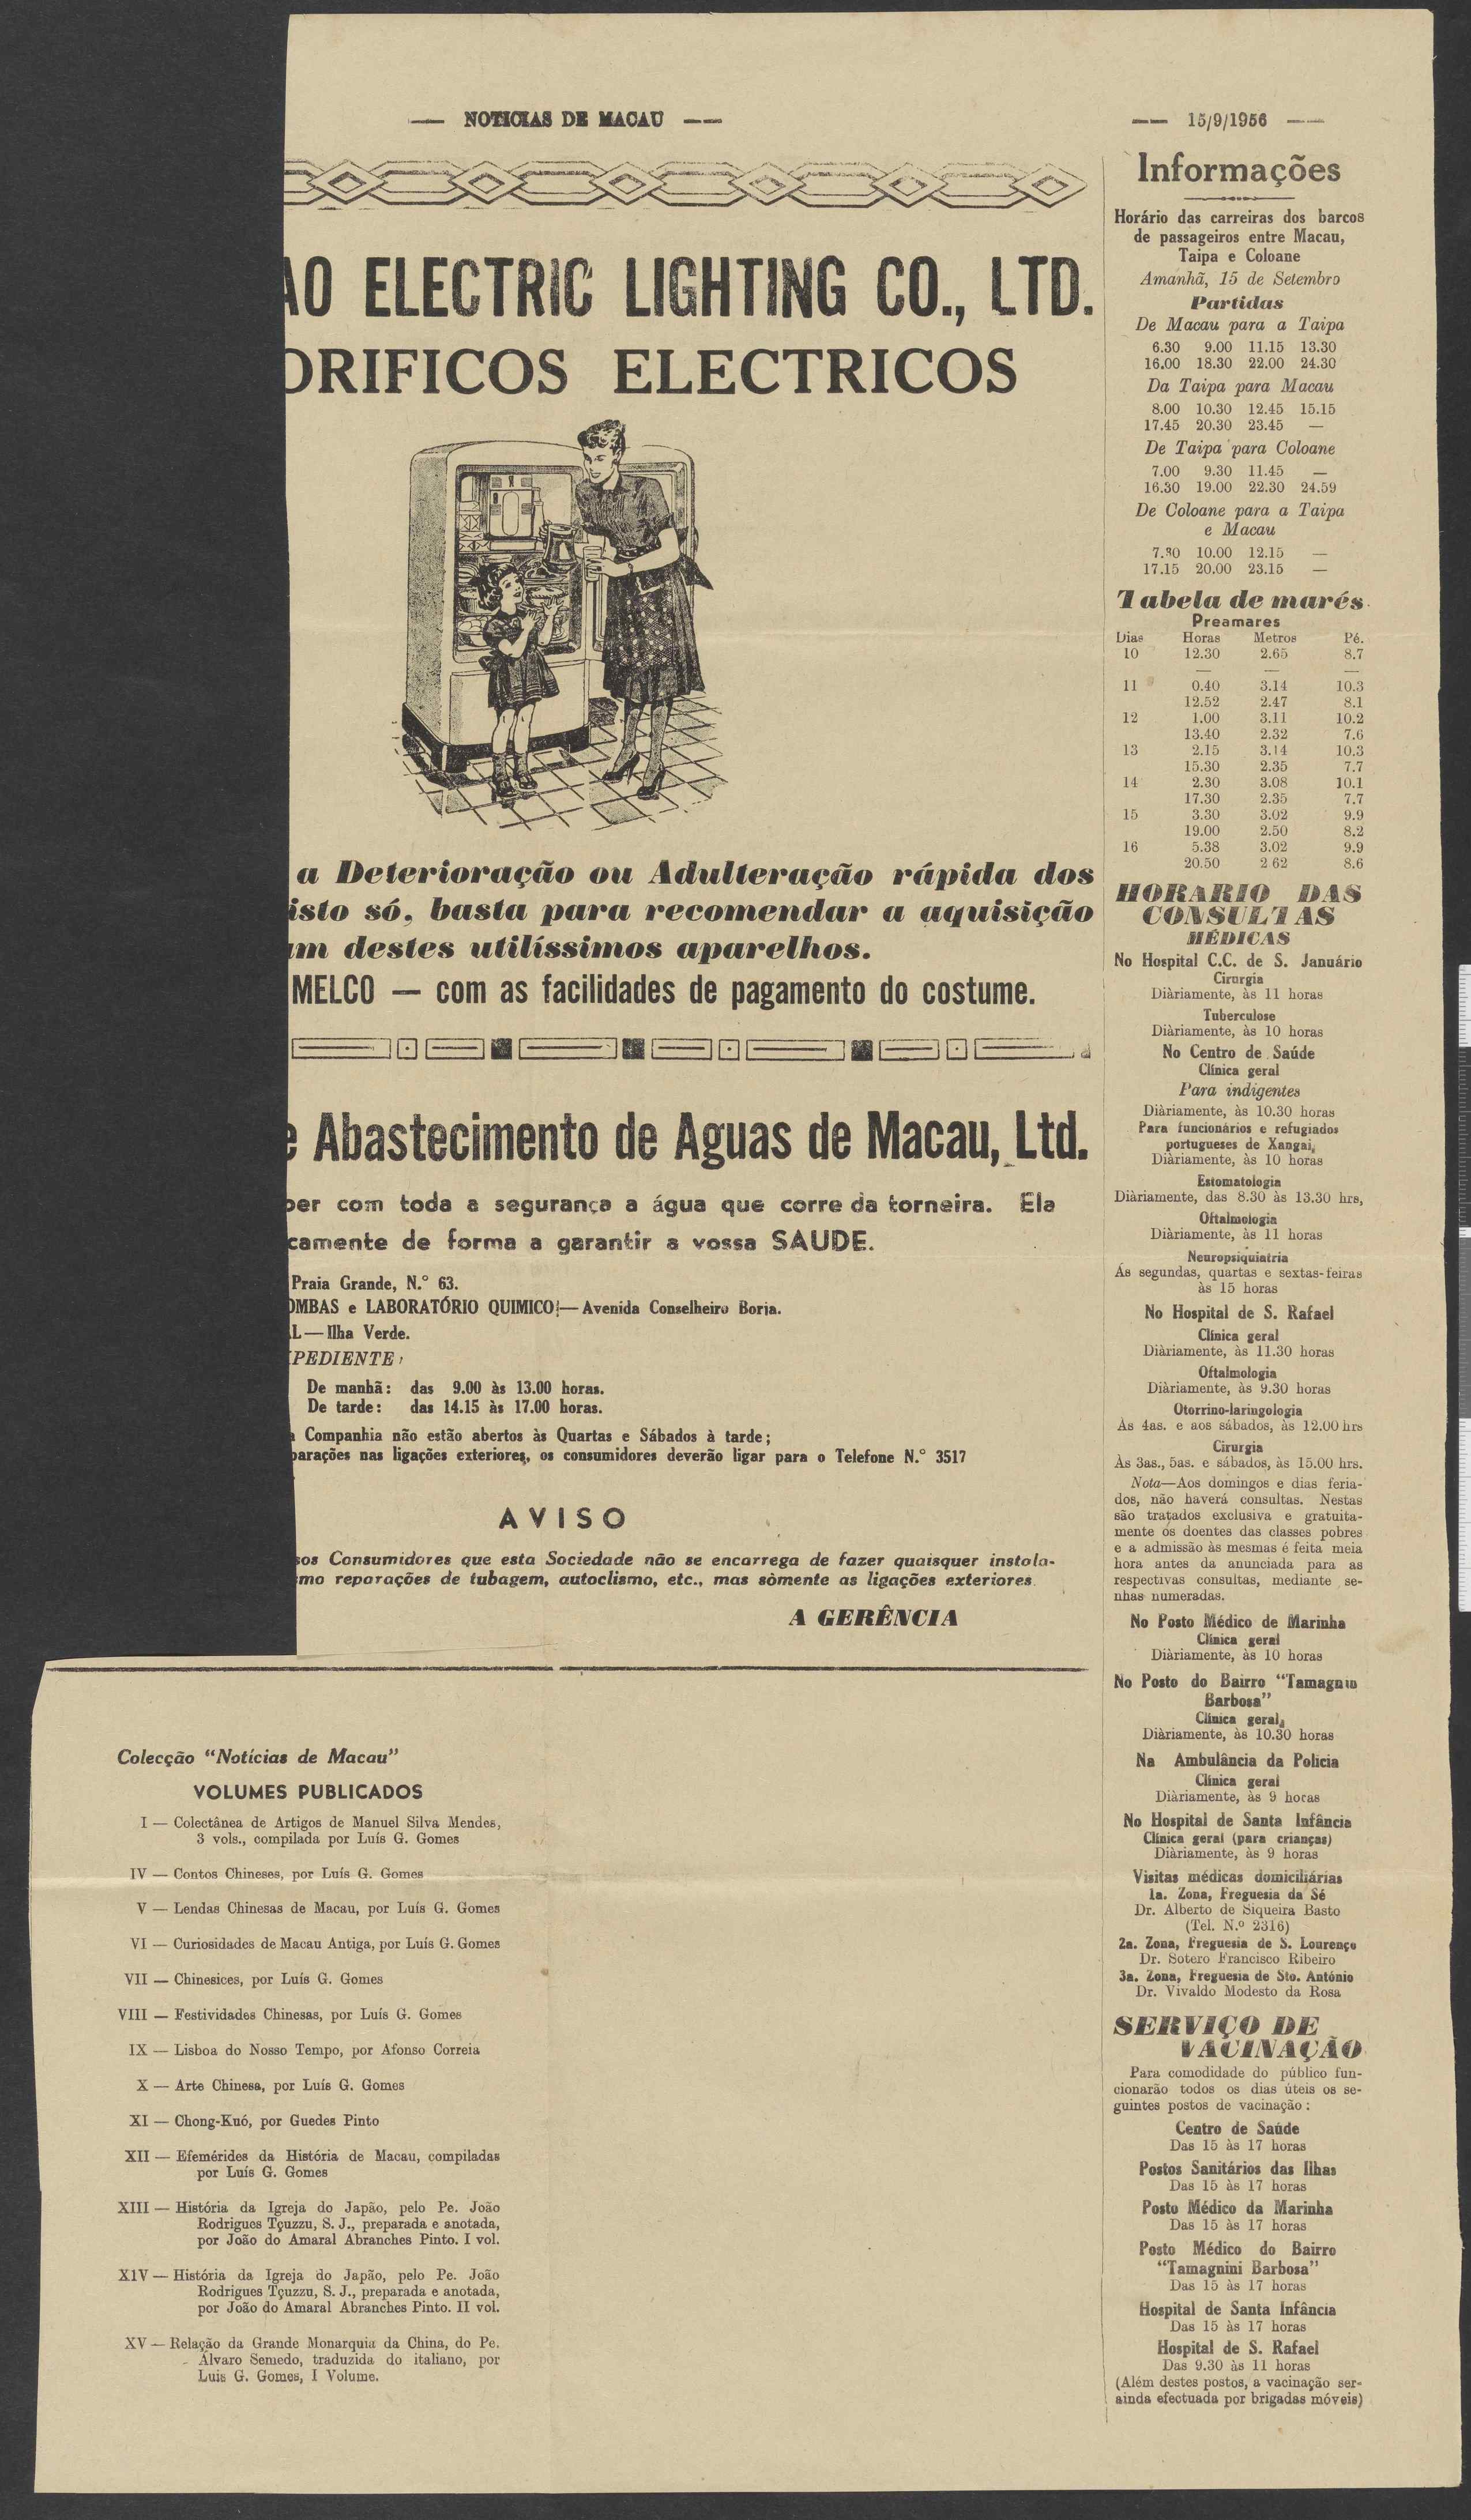 NOTICIAS DE MACAU
15/9/1956
AO ELECTRIC LIGHTING CO., LTD.
ORIFICOS ELECTRICOS
a Deterioração ou Adulteração rápida dos
isto só, basta para recomendar a aquisição
um destes utilíssimos aparelhos.
MELCO — com as facilidades de pagamento do costume.
e Abastecimento de Aguas de Macau, Ltd.
ber com toda a segurança a água que corre da torneira. Ela
camente de forma a garantir a vossa SAUDE.
Praia Grande, N.º 63.
OMBAS e LABORATÓRIO QUIMICO—Avenida Conselheiro Borja.
L—Ilha Verde.
PEDIENTE:
De manhã: das 9.00 às 13.00 horas.
De tarde: das 14.15 às 17.00 horas.
a Companhia não estão abertos às Quartas e Sábados à tarde;
parações nas ligações exteriores, os consumidores deverão ligar para o Telefone N.º 3517
AVISO
sos Consumidores que esta Sociedade não se encarrega de fazer quaisquer instala-
smo reparações de tubagem, autoclismo, etc., mas sòmente as ligações exteriores.
A GERÊNCIA
Colecção "Notícias de Macau"
VOLUMES PUBLICADOS
I — Colectânea de Artigos de Manuel Silva Mendes,
3 vols., compilada por Luís G. Gomes
IV — Contos Chineses, por Luís G. Gomes
V — Lendas Chinesas de Macau, por Luís G. Gomes
VI — Curiosidades de Macau Antiga, por Luís G. Gomes
VII — Chinesices, por Luís G. Gomes
VIII — Festividades Chinesas, por Luís G. Gomes
IX — Lisboa do Nosso Tempo, por Afonso Correia
X — Arte Chinesa, por Luís G. Gomes
XI — Chong-Kuó, por Guedes Pinto
XII — Efemérides da História de Macau, compiladas
por Luís G. Gomes
XIII — História da Igreja do Japão, pelo Pe. João
Rodrigues Tçuzzu, S. J., preparada e anotada,
por João do Amaral Abranches Pinto. I vol.
XIV — História da Igreja do Japão, pelo Pe. João
Rodrigues Tçuzzu, S. J., preparada e anotada,
por João do Amaral Abranches Pinto. II vol.
XV — Relação da Grande Monarquia da China, do Pe.
Álvaro Semedo, traduzida do italiano, por
Luis G. Gomes, I Volume.
Informações
Horário das carreiras dos barcos
de passageiros entre Macau,
Taipa e Coloane
Amanhã, 15 de Setembro
Partidas
De Macau para a Taipa
6.30 9.00 11.15 13.30
16.00 18.30 22.00 24.30
Da Taipa para Macau
8.00 10.30 12.45 15.15
17.45 20.30 23.45 —
De Taipa para Coloane
7.00 9.30 11.45 —
16.30 19.00 22.30 24.59
De Coloane para a Taipa
e Macau
7.30 10.00 12.15 —
17.15 20.00 23.15 —
Tabela de marés
Preamares
Dias Horas Metros Pé.
10 12.30 2.65 8.7
— — —
11 0.40 3.14 10.3
12.52 2.47 8.1
12 1.00 3.11 10.2
13.40 2.32 7.6
13 2.15 3.14 10.3
15.30 2.35 7.7
14 2.30 3.08 10.1
17.30 2.35 7.7
15 3.30 3.02 9.9
19.00 2.50 8.2
16 5.38 3.02 9.9
20.50 2 62 8.6
HORARIO DAS
CONSULTAS
MÉDICAS
No Hospital C.C. de S. Januário
Cirurgia
Diàriamente, às 11 horas
Tuberculose
Diàriamente, às 10 horas
No Centro de Saúde
Clínica geral
Para indigentes
Diàriamente, às 10.30 horas
Para funcionários e refugiados
portugueses de Xangai,
Diàriamente, às 10 horas
Estomatologia
Diàriamente, das 8.30 às 13.30 hrs,
Oftalmologia
Diàriamente, às 11 horas
Neuropsiquiatria
Ás segundas, quartas e sextas-feiras
às 15 horas
No Hospital de S. Rafael
Clínica geral
Diàriamente, às 11.30 horas
Oftalmologia
Diàriamente, às 9.30 horas
Otorrino-laringologia
Às 4as. e aos sábados, às 12.00 hrs
Cirurgia
Às 3as., 5as. e sábados, às 15.00 hrs.
Nota—Aos domingos e dias feria-
dos, não haverá consultas. Nestas
são tratados exclusiva e gratuita-
mente os doentes das classes pobres
e a admissão às mesmas é feita meia
hora antes da anunciada para as
respectivas consultas, mediante se-
nhas numeradas.
No Posto Médico de Marinha
Clínica geral
Diàriamente, às 10 horas
No Posto do Bairro "Tamagnin
Barbosa"
Clínica geral,
Diàriamente, às 10.30 horas
Na Ambulância da Polícia
Clínica geral
Diàriamente, às 9 horas
No Hospital de Santa Infância
Clínica geral (para crianças)
Diàriamente, às 9 horas
Visitas médicas domiciliárias
1a. Zona, Freguesia da Sé
Dr. Alberto de Siqueira Basto
(Tel. N.º 2316)
2a. Zona, Freguesia de S. Lourenço
Dr. Sotero Francisco Ribeiro
3a. Zona, Freguesia de Sto. António
Dr. Vivaldo Modesto da Rosa
SERVIÇO DE
VACINAÇÃO
Para comodidade do público fun-
cionarão todos os dias úteis os se-
guintes postos de vacinação:
Centro de Saúde
Das 15 às 17 horas
Postos Sanitários das Ilhas
Das 15 às 17 horas
Posto Médico da Marinha
Das 15 às 17 horas
Posto Médico do Bairro
"Tamagnini Barbosa"
Das 15 às 17 horas
Hospital de Santa Infância
Das 15 às 17 horas
Hospital de S. Rafael
Das 9.30 às 11 horas
(Além destes postos, a vacinação ser-
ainda efectuada por brigadas móveis)